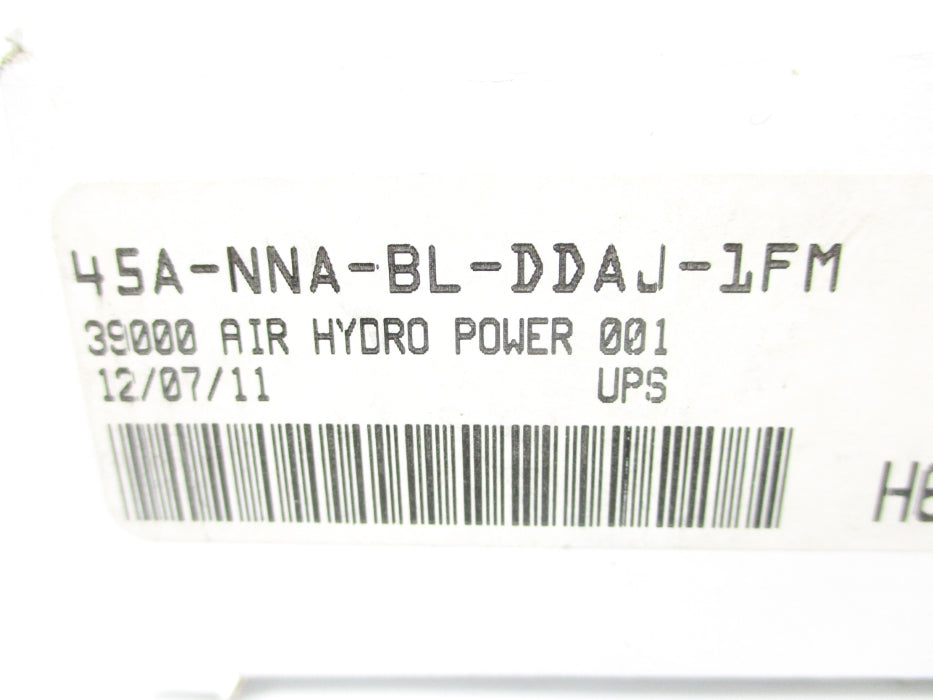 45A-NNA-BL-DDAJ-1FM
39000 AIR HYDRO POWER 001
12/07/11 UPS